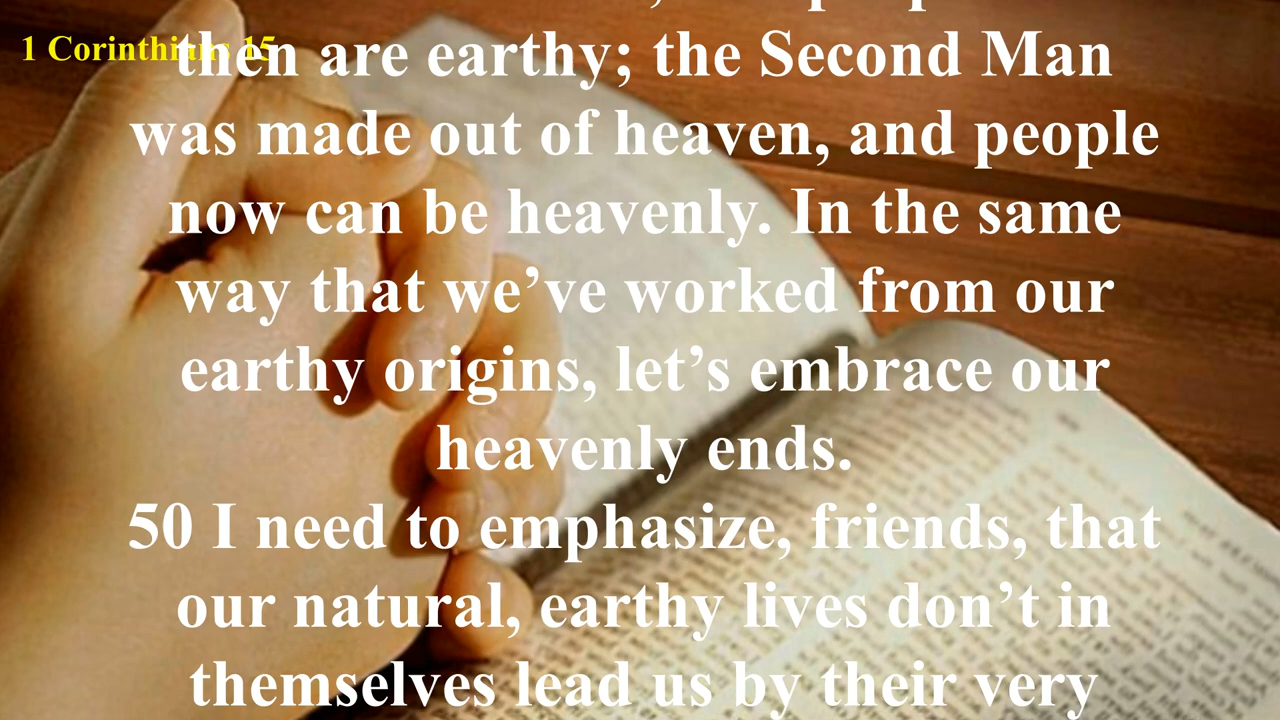 1 Corinthians 15
then are earthy; the Second Man
was made out of heaven, and people
now can be heavenly. In the same
way that we’ve worked from our
earthy origins, let’s embrace our
heavenly ends.
50 I need to emphasize, friends, that
our natural, earthy lives don’t in
themselves lead us by their very